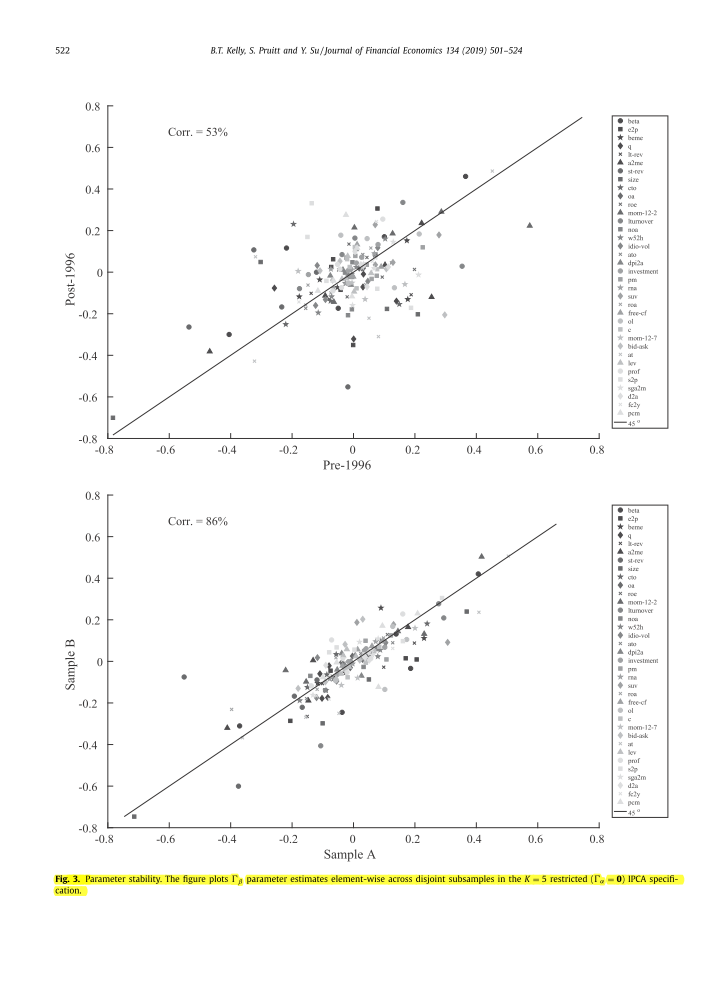 522
B.T. Kelly, S. Pruitt and Y. Su / Journal of Financial Economics 134 (2019) 501–524
0.8
0.6
0.4
0.2
0
-0.2
-0.4
-0.6
-0.8
Corr. = 53%
Post-1996
-0.8 -0.6 -0.4 -0.2 0 0.2 0.4 0.6 0.8
Pre-1996
beta
e2p
beme
q
lt-rev
a2me
st-rev
size
cto
oa
roe
mom-12-2
lturnover
noa
w52h
idio-vol
ato
dpi2a
investment
pm
rna
suv
roa
free-cf
ol
c
mom-12-7
bid-ask
at
lev
prof
s2p
sga2m
d2a
fc2y
pcm
45 °
0.8
0.6
0.4
0.2
0
-0.2
-0.4
-0.6
-0.8
Corr. = 86%
Sample B
-0.8 -0.6 -0.4 -0.2 0 0.2 0.4 0.6 0.8
Sample A
beta
e2p
beme
q
lt-rev
a2me
st-rev
size
cto
oa
roe
mom-12-2
lturnover
noa
w52h
idio-vol
ato
dpi2a
investment
pm
rna
suv
roa
free-cf
ol
c
mom-12-7
bid-ask
at
lev
prof
s2p
sga2m
d2a
fc2y
pcm
45 °
Fig. 3. Parameter stability. The figure plots Γβ parameter estimates element-wise across disjoint subsamples in the K = 5 restricted (Γα = 0) IPCA specifi-
cation.